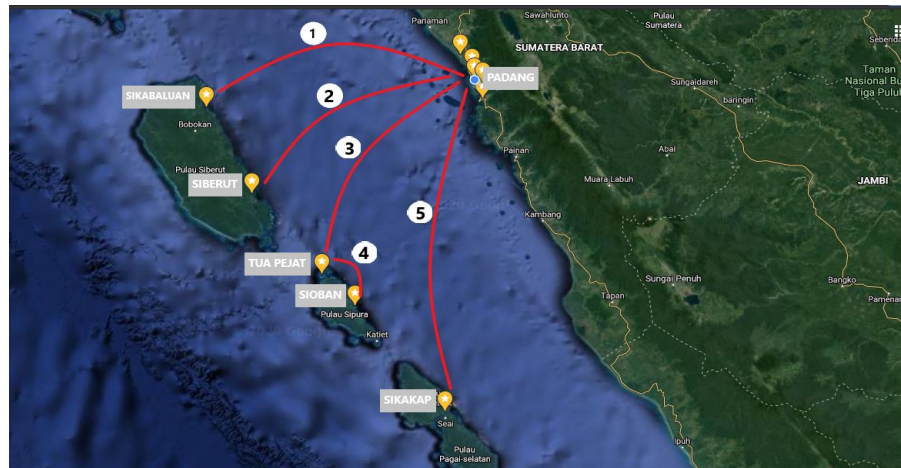 Pariaman
Sawahlunto
Pulau
Sumatera
SUMATERA BARAT
1
PADANG
Sungaidareh
Taman
Nasional Bu
Tiga Puluh
SIKABALUAN
2
baringin
Bobokan
3
Painan
Abai
Pulau Siberut
SIBERUT
Muara Labuh
JAMBI
5
Kambang
4
TUA PEJAT
Sungai Penuh
Bangko
SIOBAN
Tapan
Pamenan
Pulau Sipura
Katiet
SIKAKAP
Seai
Ipuh
Pulau
Pagai-selatan